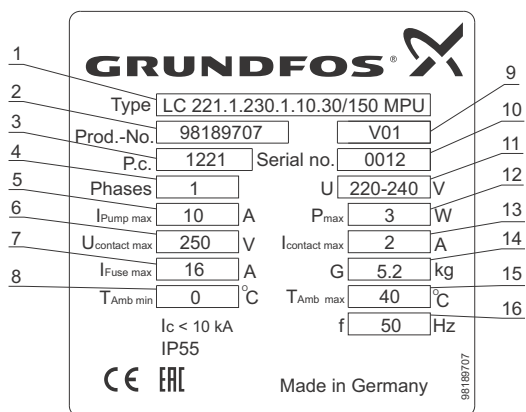 GRUNDFOS®
1 Type LC 221.1.230.1.10.30/150 MPU
2 Prod.-No. 98189707 V01 9
3 P.c. 1221 Serial no. 0012 10
4 Phases 1 U 220-240 V 11
5 IPump max 10 A Pmax 3 W 12
6 Ucontact max 250 V Icontact max 2 A 13
7 IFuse max 16 A G 5.2 kg 14
8 TAmb min 0 °C TAmb max 40 °C 15
Ic < 10 kA f 50 Hz 16
IP55
CE EAC Made in Germany
98189707